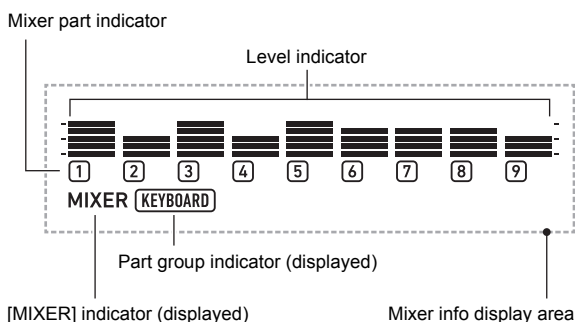 Mixer part indicator
Level indicator
1 2 3 4 5 6 7 8 9
MIXER KEYBOARD
Part group indicator (displayed)
[MIXER] indicator (displayed)
Mixer info display area